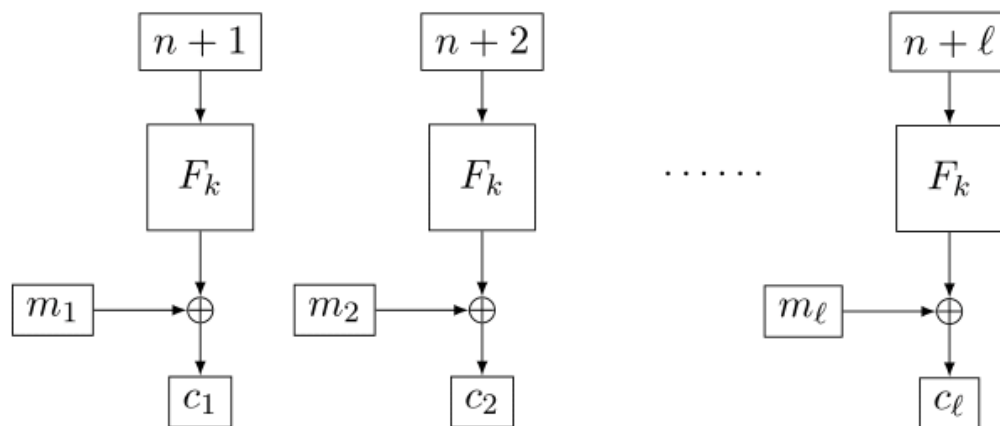 n + 1 n + 2 n + ℓ
F_k F_k ...... F_k
m_1 ⊕ m_2 ⊕ m_ℓ ⊕
c_1 c_2 c_ℓ